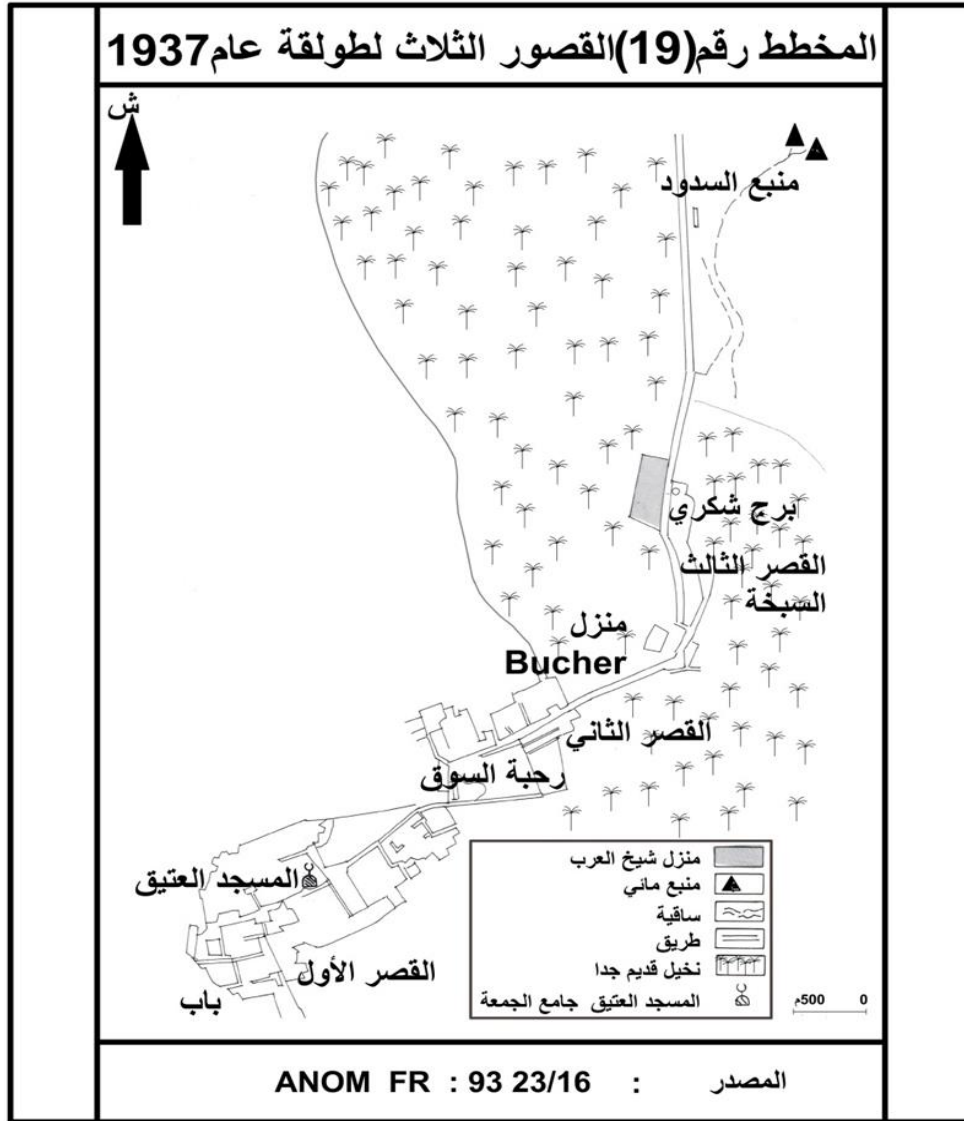 المخطط رقم(19)القصور الثلاث لطولقة عام1937
ش
منبع السدود
برج شكري
القصر الثالث
السبخة
منزل
Bucher
القصر الثاني
رحبة السوق
المسجد العتيق
القصر الأول
باب
منزل شيخ العرب
منبع مائي
ساقية
طريق
نخيل قديم جدا
المسجد العتيق جامع الجمعة
500م 0
المصدر : ANOM FR : 93 23/16